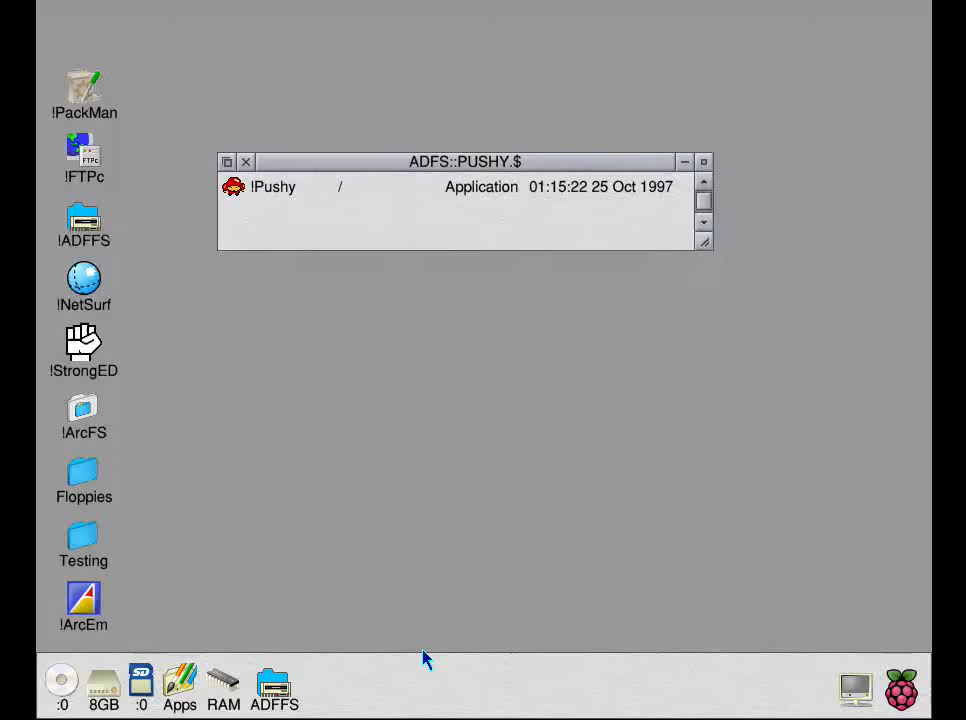 !PackMan
FTPc
!FTPc
!ADFFS
!NetSurf
!StrongED
!ArcFS
Floppies
Testing
!ArcEm
ADFS::PUSHY.$
!Pushy / Application 01:15:22 25 Oct 1997
SD
:0 8GB :0 Apps RAM ADFFS